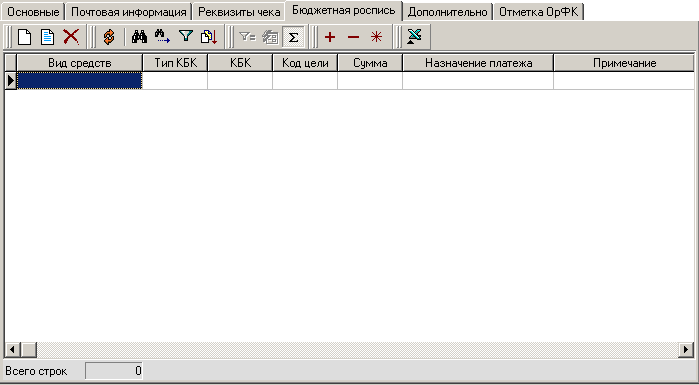 Основные Почтовая информация Реквизиты чека Бюджетная роспись Дополнительно Отметка ОрФК
Вид средств Тип КБК КБК Код цели Сумма Назначение платежа Примечание
Всего строк 0